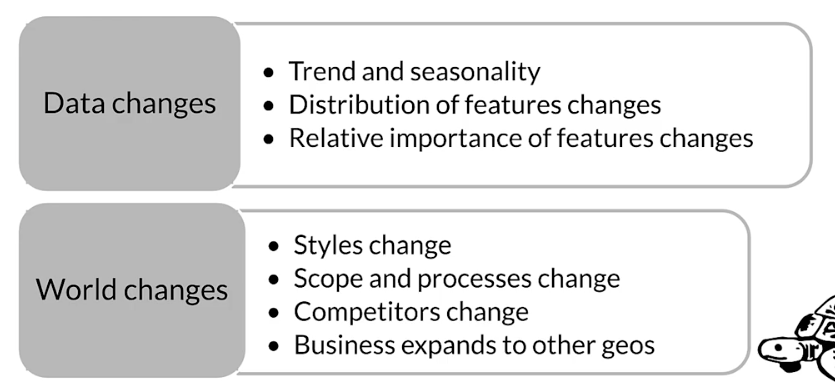 Data changes
• Trend and seasonality
• Distribution of features changes
• Relative importance of features changes
World changes
• Styles change
• Scope and processes change
• Competitors change
• Business expands to other geos